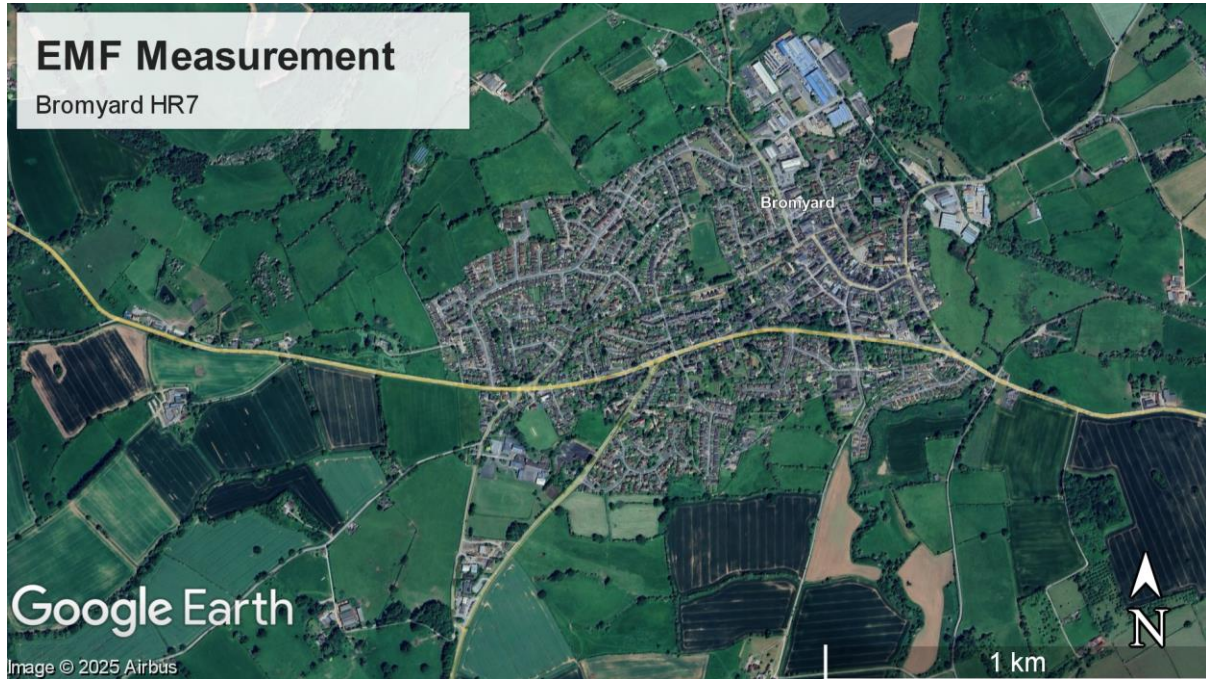 EMF Measurement
Bromyard HR7
Bromyard
Google Earth
N
Image © 2025 Airbus
1 km